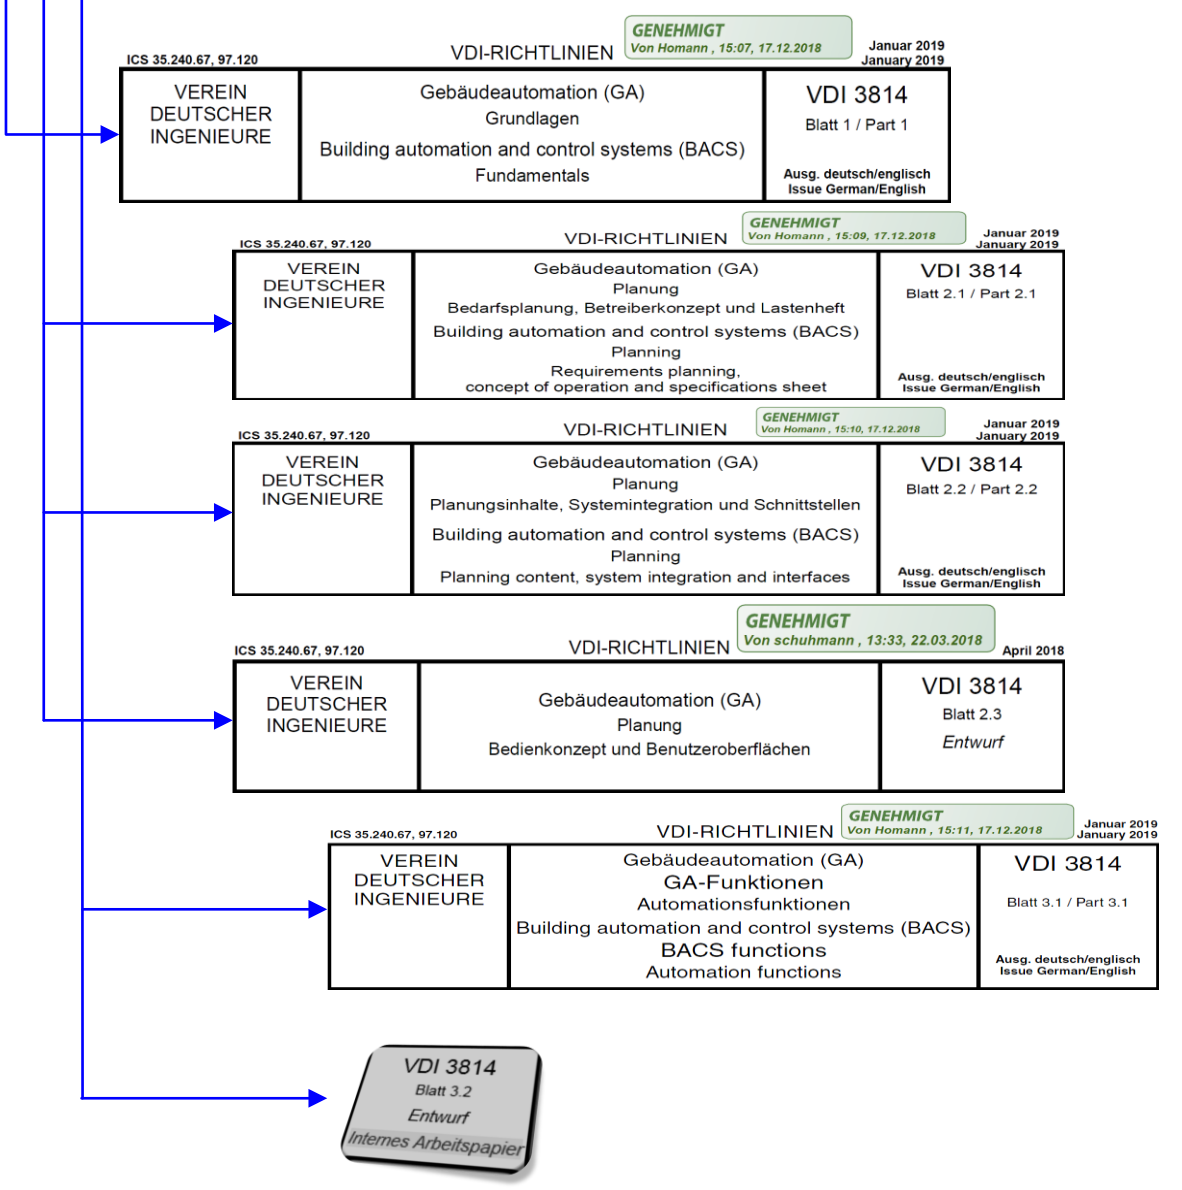 GENEHMIGT
Von Homann , 15:07, 17.12.2018
ICS 35.240.67, 97.120
VDI-RICHTLINIEN
Januar 2019
January 2019
VEREIN
DEUTSCHER
INGENIEURE
Gebäudeautomation (GA)
Grundlagen
Building automation and control systems (BACS)
Fundamentals
VDI 3814
Blatt 1 / Part 1
Ausg. deutsch/englisch
Issue German/English
GENEHMIGT
Von Homann , 15:09, 17.12.2018
ICS 35.240.67, 97.120
VDI-RICHTLINIEN
Januar 2019
January 2019
VEREIN
DEUTSCHER
INGENIEURE
Gebäudeautomation (GA)
Planung
Bedarfsplanung, Betreiberkonzept und Lastenheft
Building automation and control systems (BACS)
Planning
Requirements planning,
concept of operation and specifications sheet
VDI 3814
Blatt 2.1 / Part 2.1
Ausg. deutsch/englisch
Issue German/English
GENEHMIGT
Von Homann , 15:10, 17.12.2018
ICS 35.240.67, 97.120
VDI-RICHTLINIEN
Januar 2019
January 2019
VEREIN
DEUTSCHER
INGENIEURE
Gebäudeautomation (GA)
Planung
Planungsinhalte, Systemintegration und Schnittstellen
Building automation and control systems (BACS)
Planning
Planning content, system integration and interfaces
VDI 3814
Blatt 2.2 / Part 2.2
Ausg. deutsch/englisch
Issue German/English
GENEHMIGT
Von schuhmann , 13:33, 22.03.2018
ICS 35.240.67, 97.120
VDI-RICHTLINIEN
April 2018
VEREIN
DEUTSCHER
INGENIEURE
Gebäudeautomation (GA)
Planung
Bedienkonzept und Benutzeroberflächen
VDI 3814
Blatt 2.3
Entwurf
GENEHMIGT
Von Homann , 15:11, 17.12.2018
ICS 35.240.67, 97.120
VDI-RICHTLINIEN
Januar 2019
January 2019
VEREIN
DEUTSCHER
INGENIEURE
Gebäudeautomation (GA)
GA-Funktionen
Automationsfunktionen
Building automation and control systems (BACS)
BACS functions
Automation functions
VDI 3814
Blatt 3.1 / Part 3.1
Ausg. deutsch/englisch
Issue German/English
VDI 3814
Blatt 3.2
Entwurf
Internes Arbeitspapier